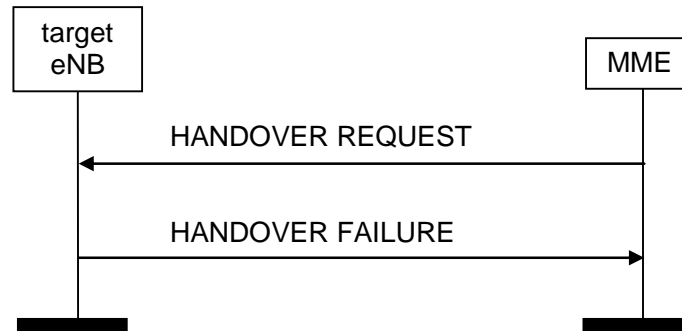 target
eNB
MME
HANDOVER REQUEST
HANDOVER FAILURE